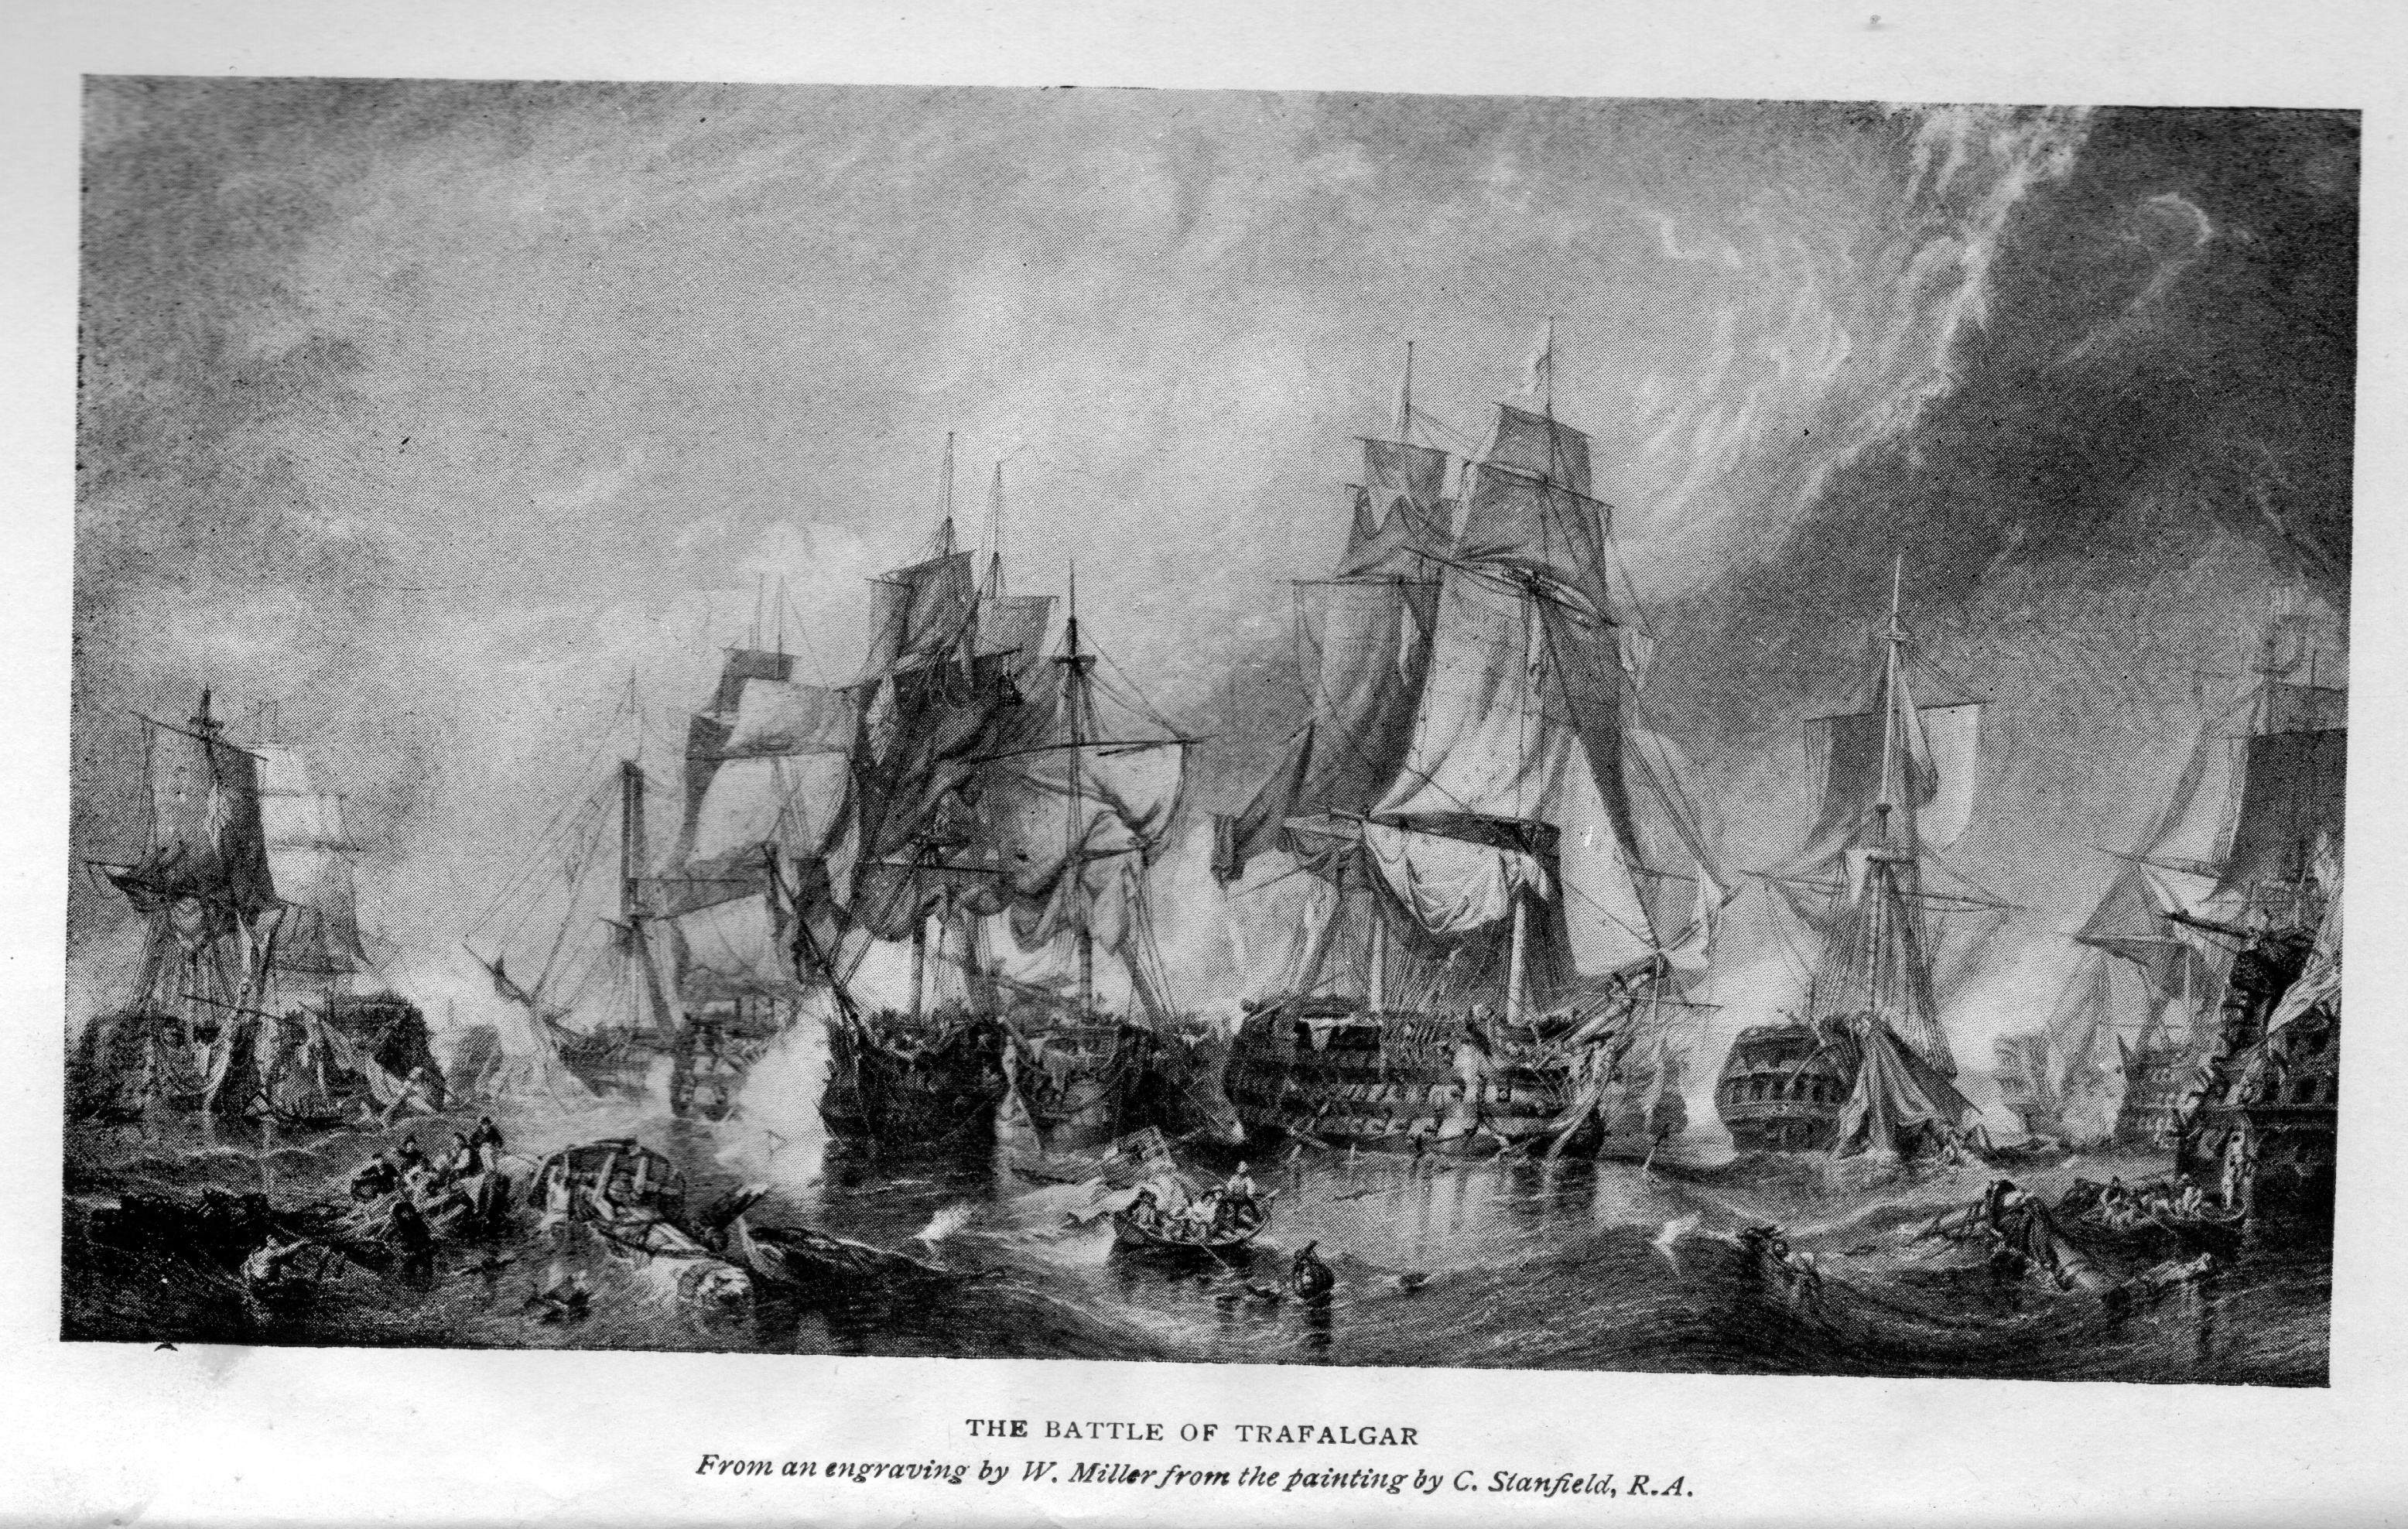 THE BATTLE OF TRAFALGAR
From an engraving by W. Miller from the painting by C. Stanfield, R.A.